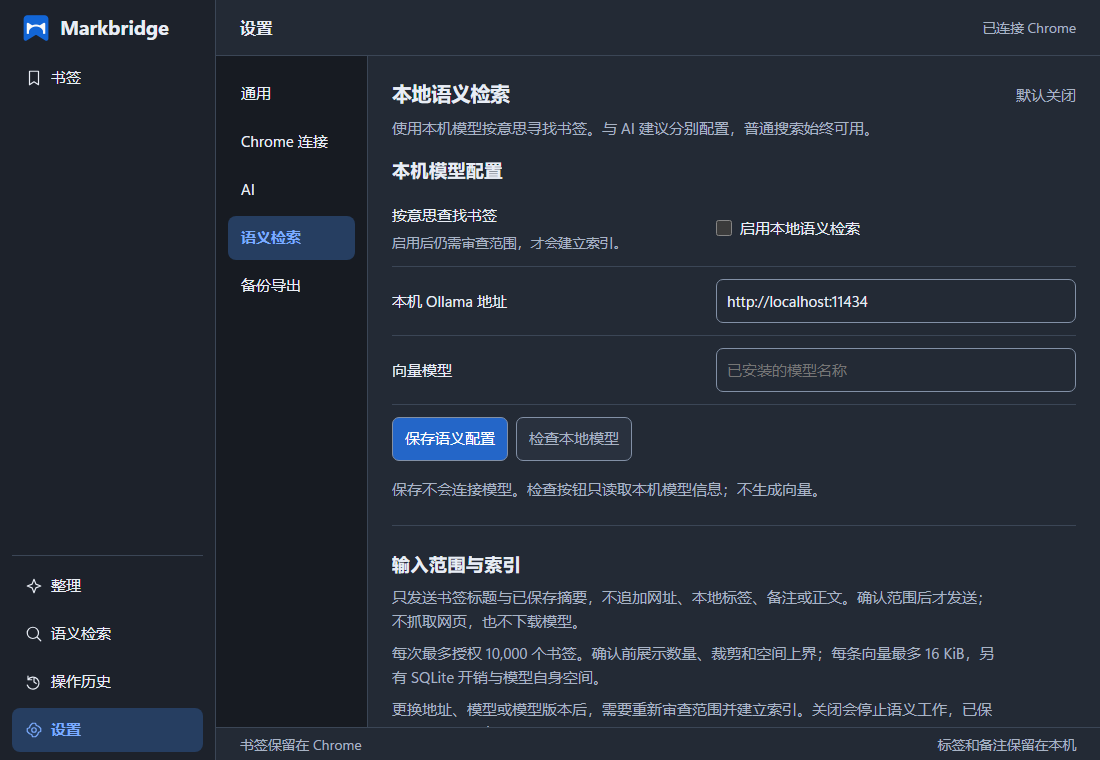 Markbridge
书签
整理
语义检索
操作历史
设置
设置
已连接 Chrome
通用
Chrome 连接
AI
语义检索
备份导出
本地语义检索
默认关闭
使用本机模型按意思寻找书签。与 AI 建议分别配置，普通搜索始终可用。
本机模型配置
按意思查找书签
启用后仍需审查范围，才会建立索引。
启用本地语义检索
本机 Ollama 地址
http://localhost:11434
向量模型
已安装的模型名称
保存语义配置
检查本地模型
保存不会连接模型。检查按钮只读取本机模型信息；不生成向量。
输入范围与索引
只发送书签标题与已保存摘要，不追加网址、本地标签、备注或正文。确认范围后才发送；
不抓取网页，也不下载模型。
每次最多授权 10,000 个书签。确认前展示数量、裁剪和空间上界；每条向量最多 16 KiB，另
有 SQLite 开销与模型自身空间。
更换地址、模型或模型版本后，需要重新审查范围并建立索引。关闭会停止语义工作，已保
书签保留在 Chrome
标签和备注保留在本机